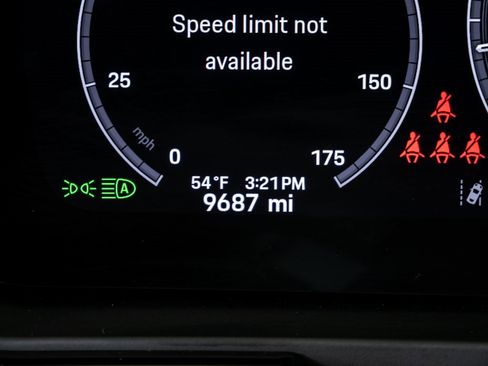 Speed limit not
available
25
150
mph
0
175
A
54°F 3:21PM
9687 mi